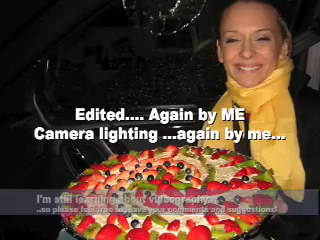 Edited.... Again by ME
Camera lighting ...again by me...
I'm still learning about videography...
..so please feel free to leave your comments and suggestions!